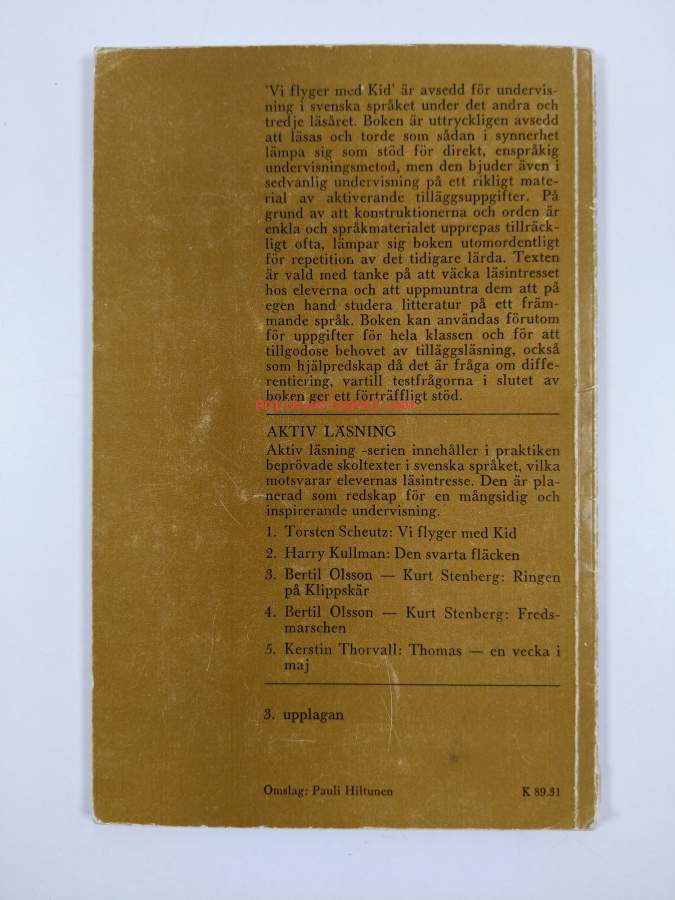 'Vi flyger med Kid' är avsedd för undervis-
ning i svenska språket under det andra och
tredje läsåret. Boken är uttryckligen avsedd
att läsas och torde som sådan i synnerhet
lämpa sig som stöd för direkt, enspråkig
undervisningsmetod, men den bjuder även i
sedvanlig undervisning på ett rikligt mate-
rial av aktiverande tilläggsuppgifter. På
grund av att konstruktionerna och orden är
enkla och språkmaterialet upprepas tillräck-
ligt ofta, lämpar sig boken utomordentligt
för repetition av det tidigare lärda. Texten
är vald med tanke på att väcka läsintresset
hos eleverna och att uppmuntra dem att på
egen hand studera litteratur på ett främ-
mande språk. Boken kan användas förutom
för uppgifter för hela klassen och för att
tillgodose behovet av tilläggsläsning, också
som hjälpredskap då det är fråga om diffe-
rentiering, vartill testfrågorna i slutet av
boken ger ett förträffligt stöd.
AKTIV LÄSNING
Aktiv läsning -serien innehåller i praktiken
beprövade skoltexter i svenska språket, vilka
motsvarar elevernas läsintresse. Den är pla-
nerad som redskap för en mångsidig och
inspirerande undervisning.
1. Torsten Scheutz: Vi flyger med Kid
2. Harry Kullman: Den svarta fläcken
3. Bertil Olsson — Kurt Stenberg: Ringen
på Klippskär
4. Bertil Olsson — Kurt Stenberg: Freds-
marschen
5. Kerstin Thorvall: Thomas — en vecka i
maj
3. upplagan
Omslag: Pauli Hiltunen K 89.31